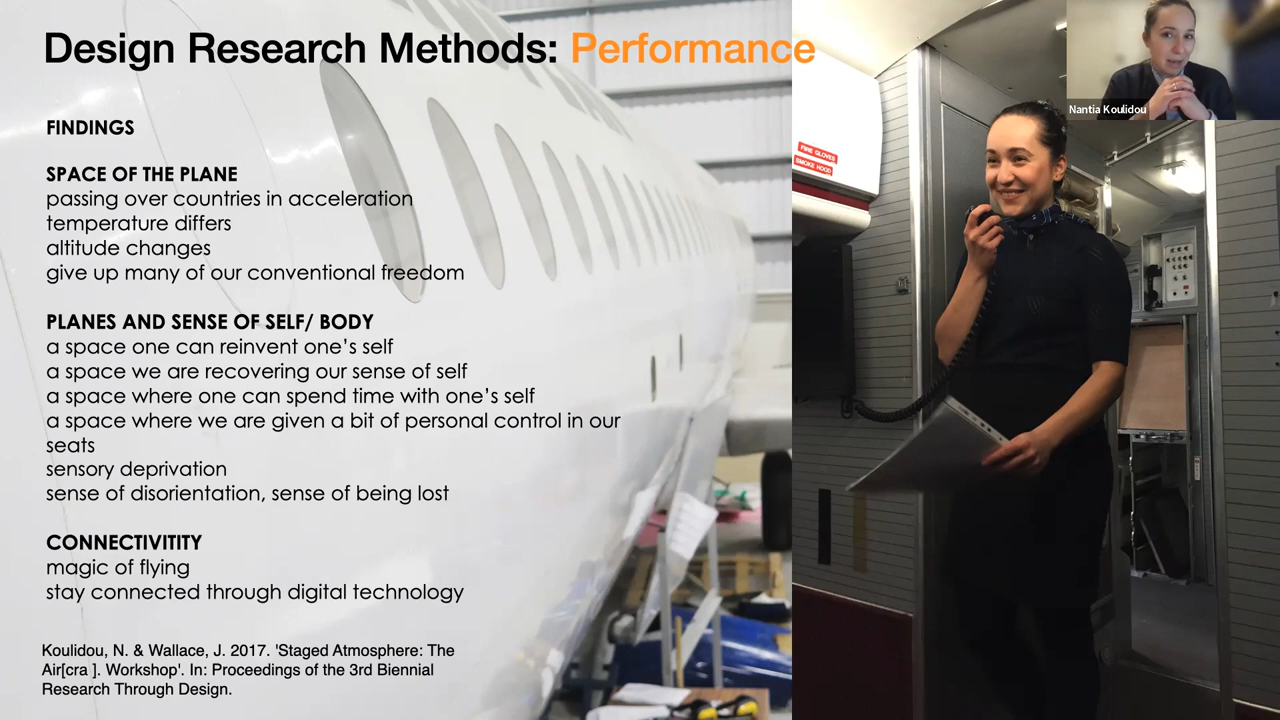 Design Research Methods: Performance
FINDINGS
SPACE OF THE PLANE
passing over countries in acceleration
temperature differs
altitude changes
give up many of our conventional freedom
PLANES AND SENSE OF SELF/ BODY
a space one can reinvent one’s self
a space we are recovering our sense of self
a space where one can spend time with one’s self
a space where we are given a bit of personal control in our
seats
sensory deprivation
sense of disorientation, sense of being lost
CONNECTIVITITY
magic of flying
stay connected through digital technology
Koulidou, N. & Wallace, J. 2017. 'Staged Atmosphere: The
Air[cra ]. Workshop'. In: Proceedings of the 3rd Biennial
Research Through Design.
Nantia Koulidou
FIRE GLOVES
SMOKE HOOD